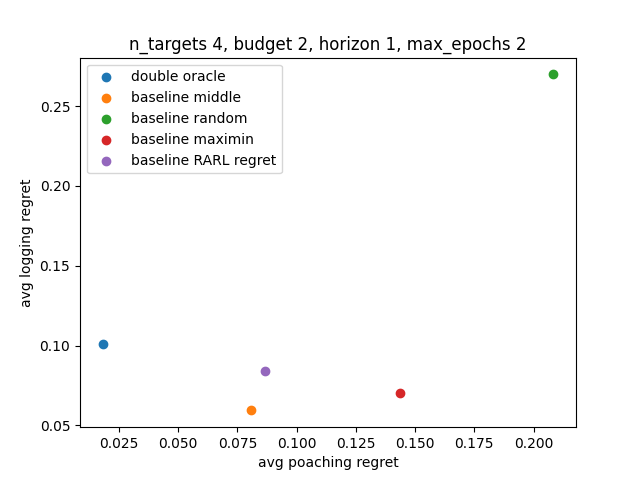 n_targets 4, budget 2, horizon 1, max_epochs 2
double oracle
baseline middle
baseline random
baseline maximin
baseline RARL regret
avg logging regret
0.25
0.20
0.15
0.10
0.05
0.025 0.050 0.075 0.100 0.125 0.150 0.175 0.200
avg poaching regret